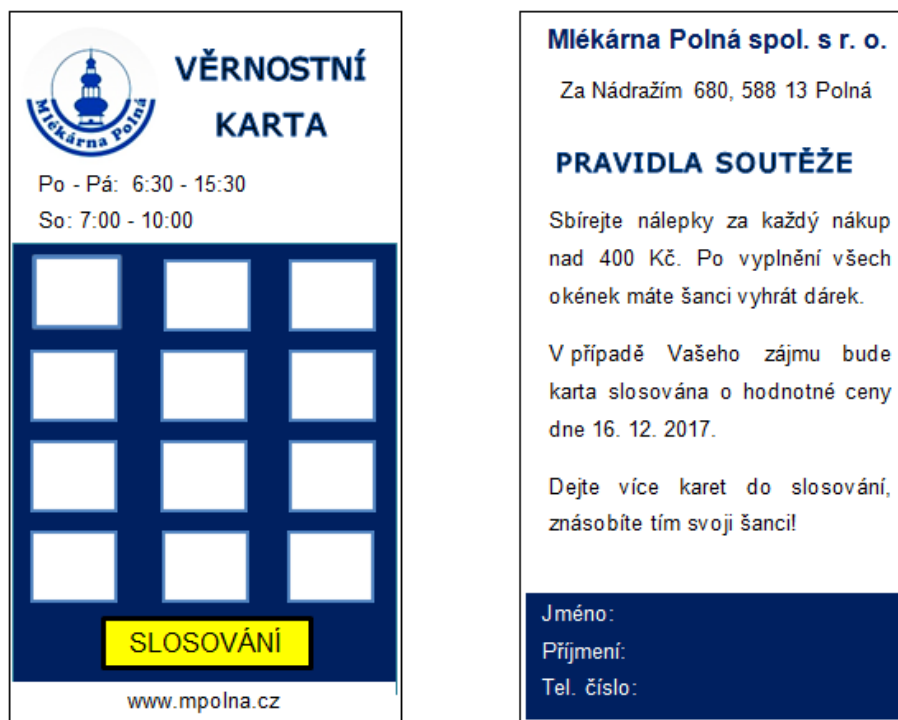 Mlékárna Polná
VĚRNOSTNÍ
KARTA
Po - Pá: 6:30 - 15:30
So: 7:00 - 10:00
SLOSOVÁNÍ
www.mpolna.cz
Mlékárna Polná spol. s r. o.
Za Nádražím 680, 588 13 Polná
PRAVIDLA SOUTĚŽE
Sbírejte nálepky za každý nákup
nad 400 Kč. Po vyplnění všech
okének máte šanci vyhrát dárek.
V případě Vašeho zájmu bude
karta slosována o hodnotné ceny
dne 16. 12. 2017.
Dejte více karet do slosování,
znásobíte tím svoji šanci!
Jméno:
Příjmení:
Tel. číslo: